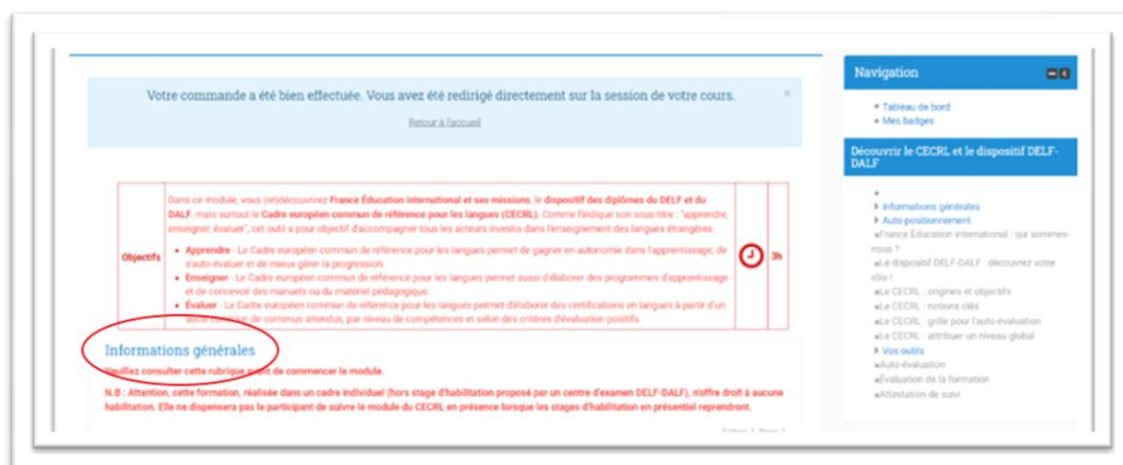 Votre commande a été bien effectuée. Vous avez été redirigé directement sur la session de votre cours.
×
Retour à l'accueil
Objectifs
Dans ce module, vous (re)découvrirez France Éducation international et ses missions, le dispositif des diplômes du DELF et du
DALF, mais surtout le Cadre européen commun de référence pour les langues (CECRL). Comme l'indique son sous-titre : "apprendre,
enseigner, évaluer", cet outil a pour objectif d'accompagner tous les acteurs investis dans l'enseignement des langues étrangères.
Apprendre - Le Cadre européen commun de référence pour les langues permet de gagner en autonomie dans l'apprentissage, de
s'auto-évaluer et de mieux gérer la progression.
Enseigner - Le Cadre européen commun de référence pour les langues permet aussi d'élaborer des programmes d'apprentissage
et de concevoir des manuels ou du matériel pédagogique.
Évaluer - Le Cadre européen commun de référence pour les langues permet d'élaborer des certifications en langues à partir d'un
socle commun de contenus attendus, par niveau de compétences et selon des critères d'évaluation positifs.
3h
Informations générales
Veuillez consulter cette rubrique avant de commencer le module.
N.B : Attention, cette formation, réalisée dans un cadre individuel (hors stage d'habilitation proposé par un centre d'examen DELF-DALF), n'offre droit à aucune
habilitation. Elle ne dispensera pas le participant de suivre le module du CECRL en présence lorsque les stages d'habilitation en présentiel reprendront.
Navigation
Tableau de bord
Mes badges
Découvrir le CECRL et le dispositif DELF-
DALF
Informations générales
Auto-positionnement
France Éducation international : qui sommes-
nous ?
Le dispositif DELF-DALF : découvrez votre
rôle !
Le CECRL : origines et objectifs
Le CECRL : notions clés
Le CECRL : grille pour l'auto-évaluation
Le CECRL : attribuer un niveau global
Vos outils
Auto-évaluation
Évaluation de la formation
Attestation de suivi